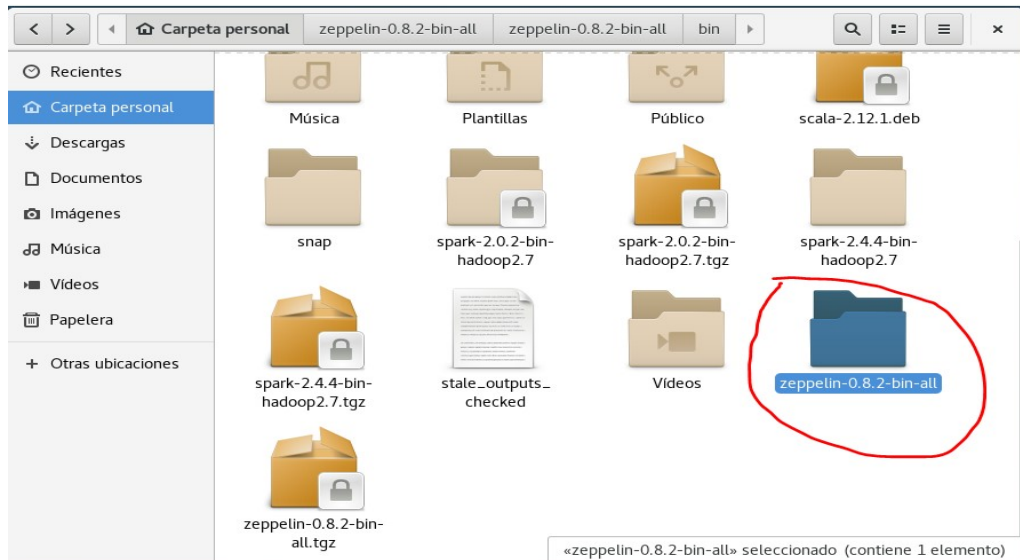 Carpeta personal
zeppelin-0.8.2-bin-all
zeppelin-0.8.2-bin-all
bin
Recientes
Carpeta personal
Descargas
Documentos
Imágenes
Música
Vídeos
Papelera
+ Otras ubicaciones
Música
Plantillas
Público
scala-2.12.1.deb
snap
spark-2.0.2-bin-
hadoop2.7
spark-2.0.2-bin-
hadoop2.7.tgz
spark-2.4.4-bin-
hadoop2.7
spark-2.4.4-bin-
hadoop2.7.tgz
stale_outputs_
checked
Vídeos
zeppelin-0.8.2-bin-all
zeppelin-0.8.2-bin-
all.tgz
«zeppelin-0.8.2-bin-all» seleccionado (contiene 1 elemento)